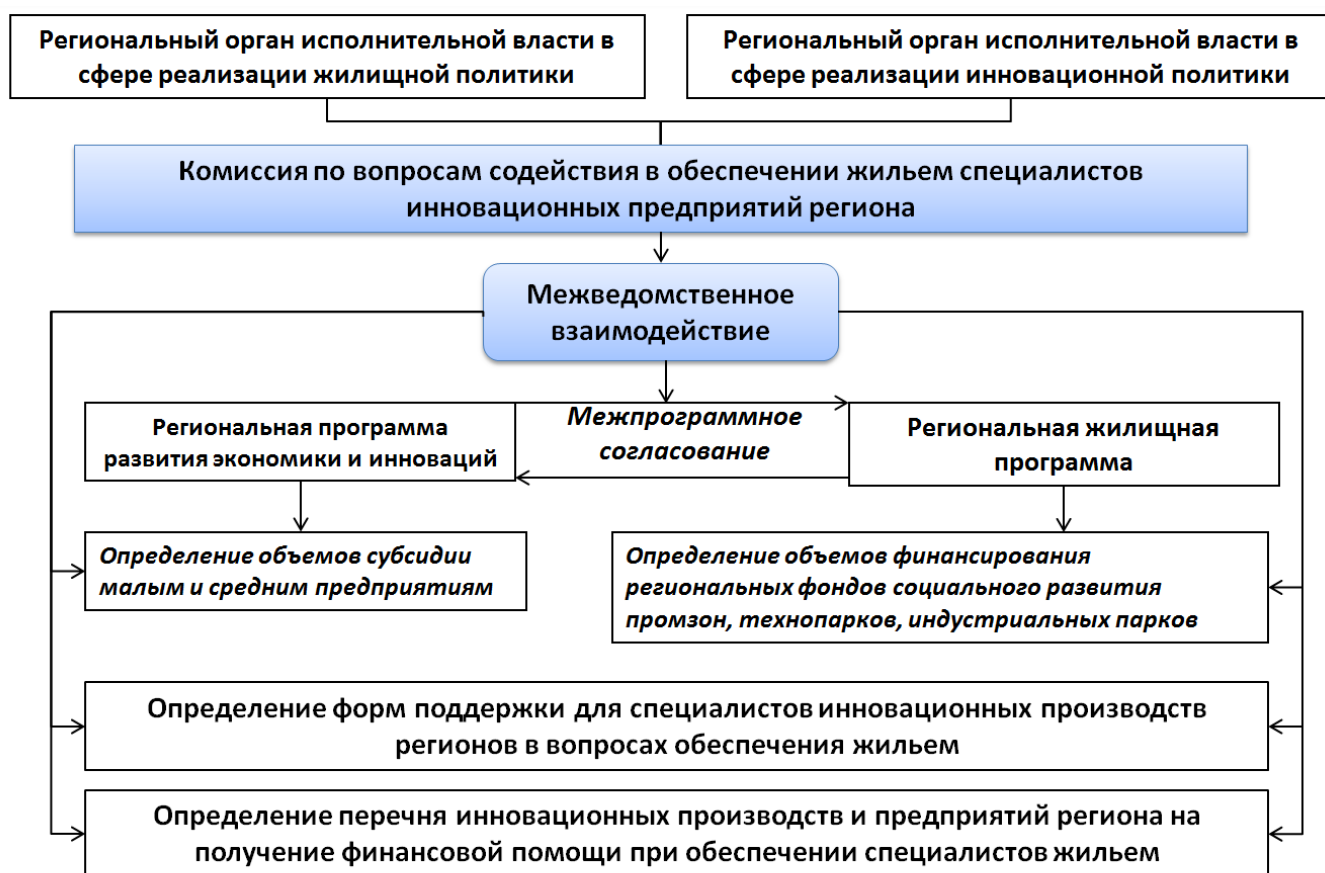 Региональный орган исполнительной власти в
сфере реализации жилищной политики
Региональный орган исполнительной власти в
сфере реализации инновационной политики
Комиссия по вопросам содействия в обеспечении жильем специалистов
инновационных предприятий региона
Межведомственное
взаимодействие
Региональная программа
развития экономики и инноваций
Межпрограммное
согласование
Региональная жилищная
программа
Определение объемов субсидии
малым и средним предприятиям
Определение объемов финансирования
региональных фондов социального развития
промзон, технопарков, индустриальных парков
Определение форм поддержки для специалистов инновационных производств
регионов в вопросах обеспечения жильем
Определение перечня инновационных производств и предприятий региона на
получение финансовой помощи при обеспечении специалистов жильем